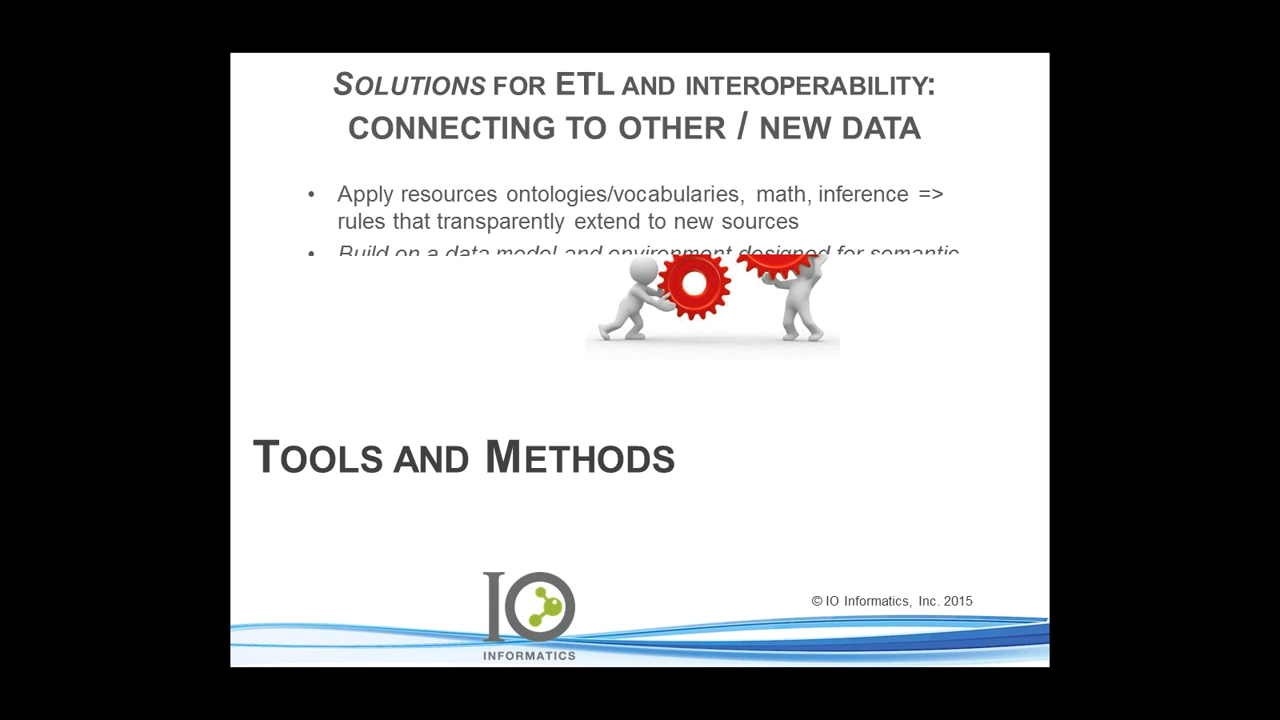 SOLUTIONS FOR ETL AND INTEROPERABILITY:
CONNECTING TO OTHER / NEW DATA
• Apply resources ontologies/vocabularies, math, inference =>
rules that transparently extend to new sources
• Build on a data model and environment designed for semantic
TOOLS AND METHODS
IO
INFORMATICS
© IO Informatics, Inc. 2015